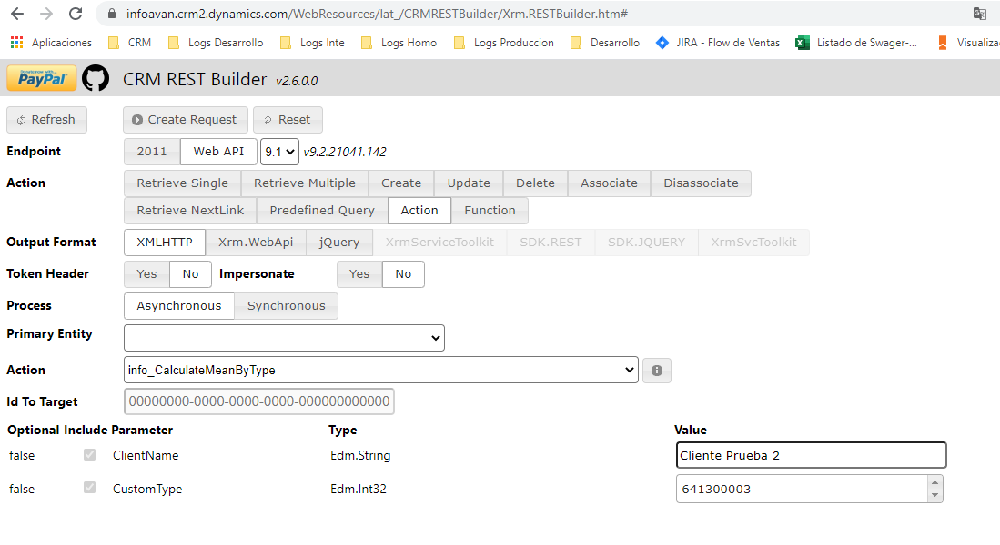 infoavan.crm2.dynamics.com/WebResources/lat_/CRMRESTBuilder/Xrm.RESTBuilder.htm#
Aplicaciones CRM Logs Desarrollo Logs Inte Logs Homo Logs Produccion Desarrollo JIRA - Flow de Ventas Listado de Swager-... Visualiza
Donate now with... PayPal CRM REST Builder v2.6.0.0
Refresh Create Request Reset
Endpoint 2011 Web API 9.1 v9.2.21041.142
Action Retrieve Single Retrieve Multiple Create Update Delete Associate Disassociate
Retrieve NextLink Predefined Query Action Function
Output Format XMLHTTP Xrm.WebApi jQuery XrmServiceToolkit SDK.REST SDK.JQUERY XrmSvcToolkit
Token Header Yes No Impersonate Yes No
Process Asynchronous Synchronous
Primary Entity
Action info_CalculateMeanByType
Id To Target 00000000-0000-0000-0000-000000000000
Optional Include Parameter Type Value
false ClientName Edm.String Cliente Prueba 2
false CustomType Edm.Int32 641300003